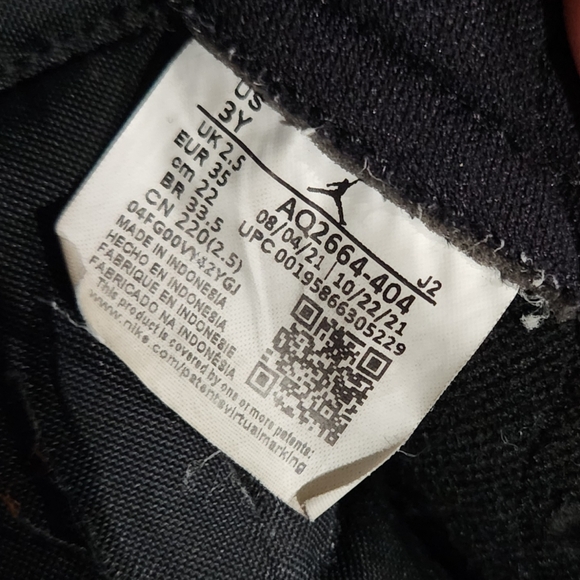 US
3Y
UK 2.5
EUR 35
cm 22
BR 33.5
CN 220(2.5)
MADE IN INDONESIA
HECHO EN INDONESIA
FABRIQUE EN INDONESIE
FABRICADO NA INDONÉSIA
This product is covered by one or more patents:
www.nike.com/patentsvirtualmarking
AQ2664-404 J2
08/04/21 | 10/22/21
UPC 00195866305229